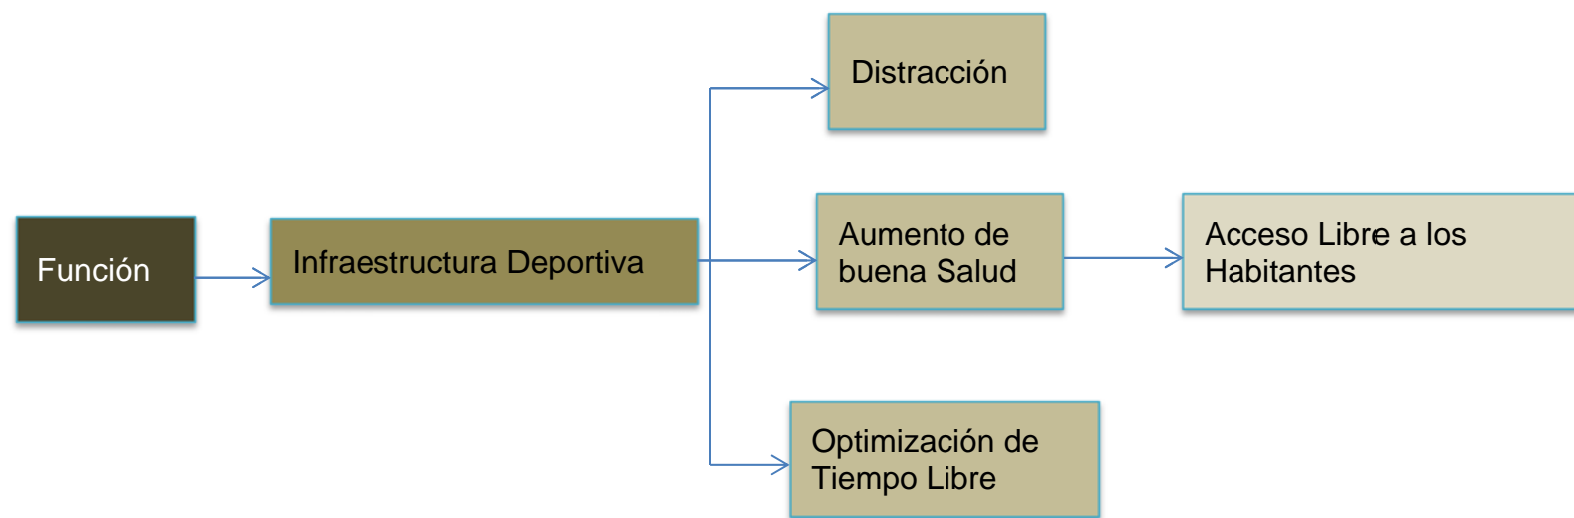 Distracción
Función
Infraestructura Deportiva
Aumento de
buena Salud
Acceso Libre a los
Habitantes
Optimización de
Tiempo Libre